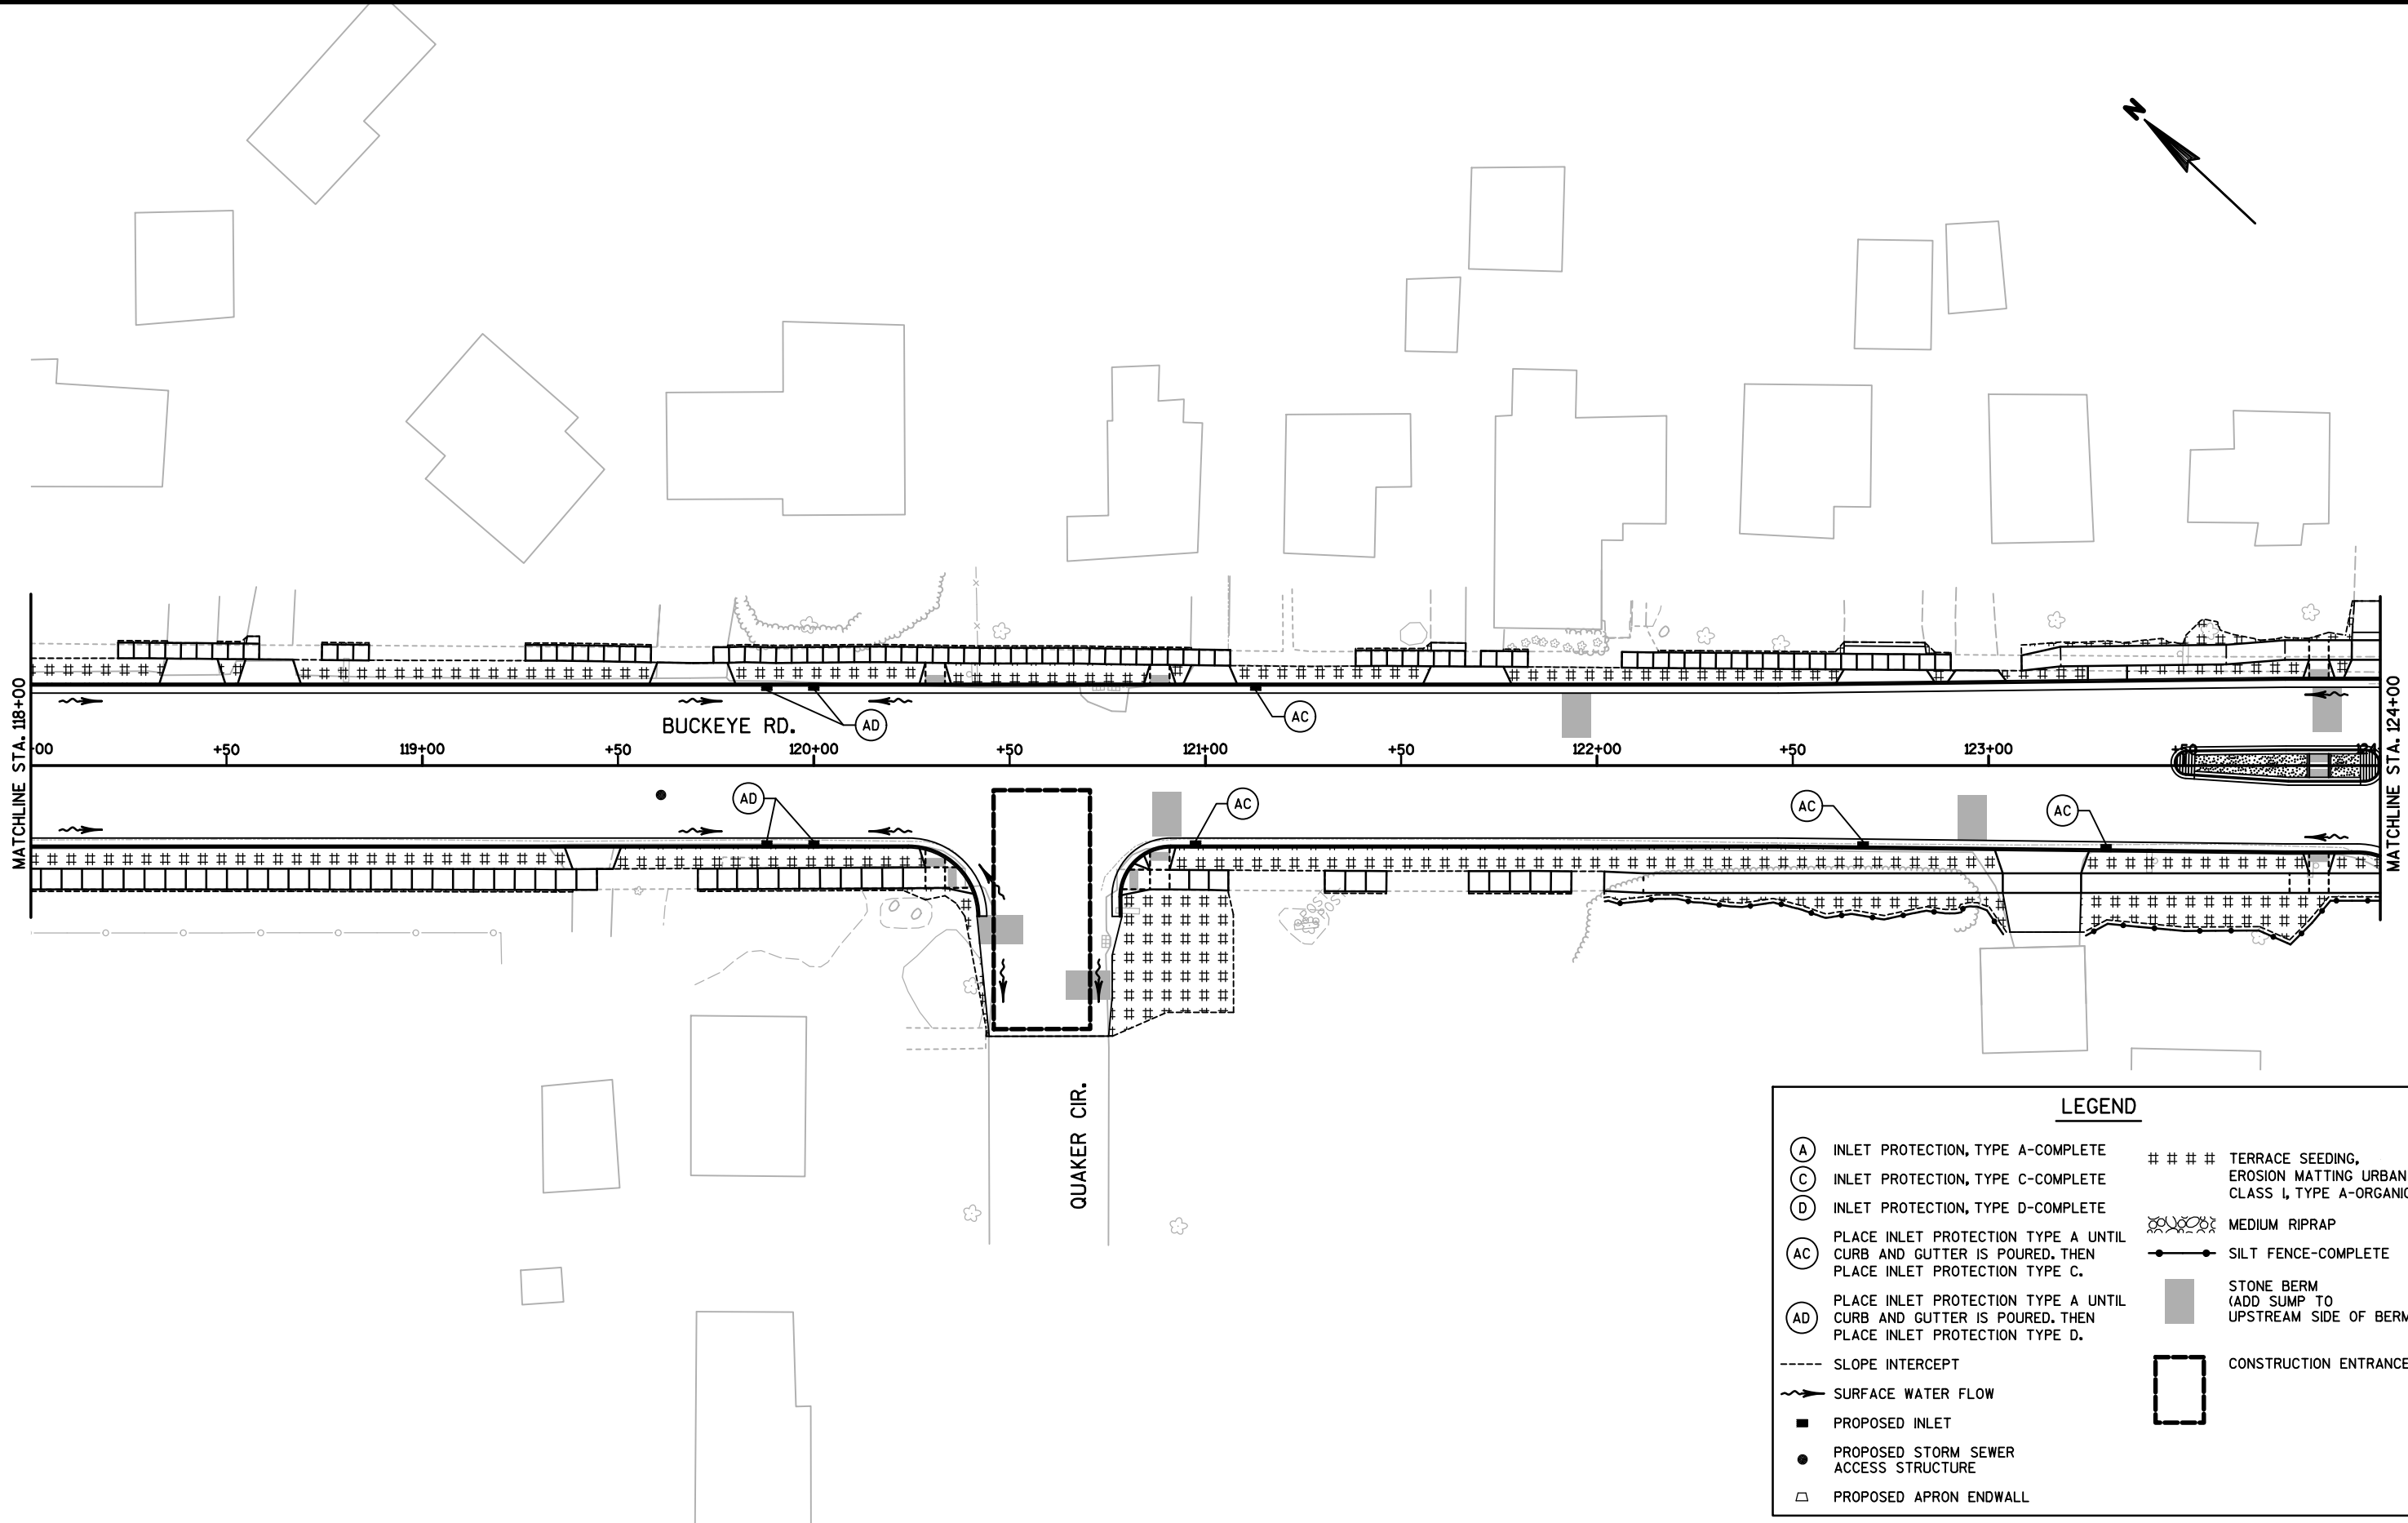 N
MATCHLINE STA. 118+00
MATCHLINE STA. 124+00
BUCKEYE RD.
AD
AC
+00
+50
119+00
+50
120+00
+50
121+00
+50
122+00
+50
123+00
+50
124
AD
AC
AC
AC
POST
POST
QUAKER CIR.
LEGEND
A INLET PROTECTION, TYPE A-COMPLETE
C INLET PROTECTION, TYPE C-COMPLETE
D INLET PROTECTION, TYPE D-COMPLETE
AC PLACE INLET PROTECTION TYPE A UNTIL
CURB AND GUTTER IS POURED. THEN
PLACE INLET PROTECTION TYPE C.
AD PLACE INLET PROTECTION TYPE A UNTIL
CURB AND GUTTER IS POURED. THEN
PLACE INLET PROTECTION TYPE D.
SLOPE INTERCEPT
SURFACE WATER FLOW
PROPOSED INLET
PROPOSED STORM SEWER
ACCESS STRUCTURE
PROPOSED APRON ENDWALL
TERRACE SEEDING,
EROSION MATTING URBAN
CLASS I, TYPE A-ORGANIC
MEDIUM RIPRAP
SILT FENCE-COMPLETE
STONE BERM
(ADD SUMP TO
UPSTREAM SIDE OF BERM
CONSTRUCTION ENTRANCE